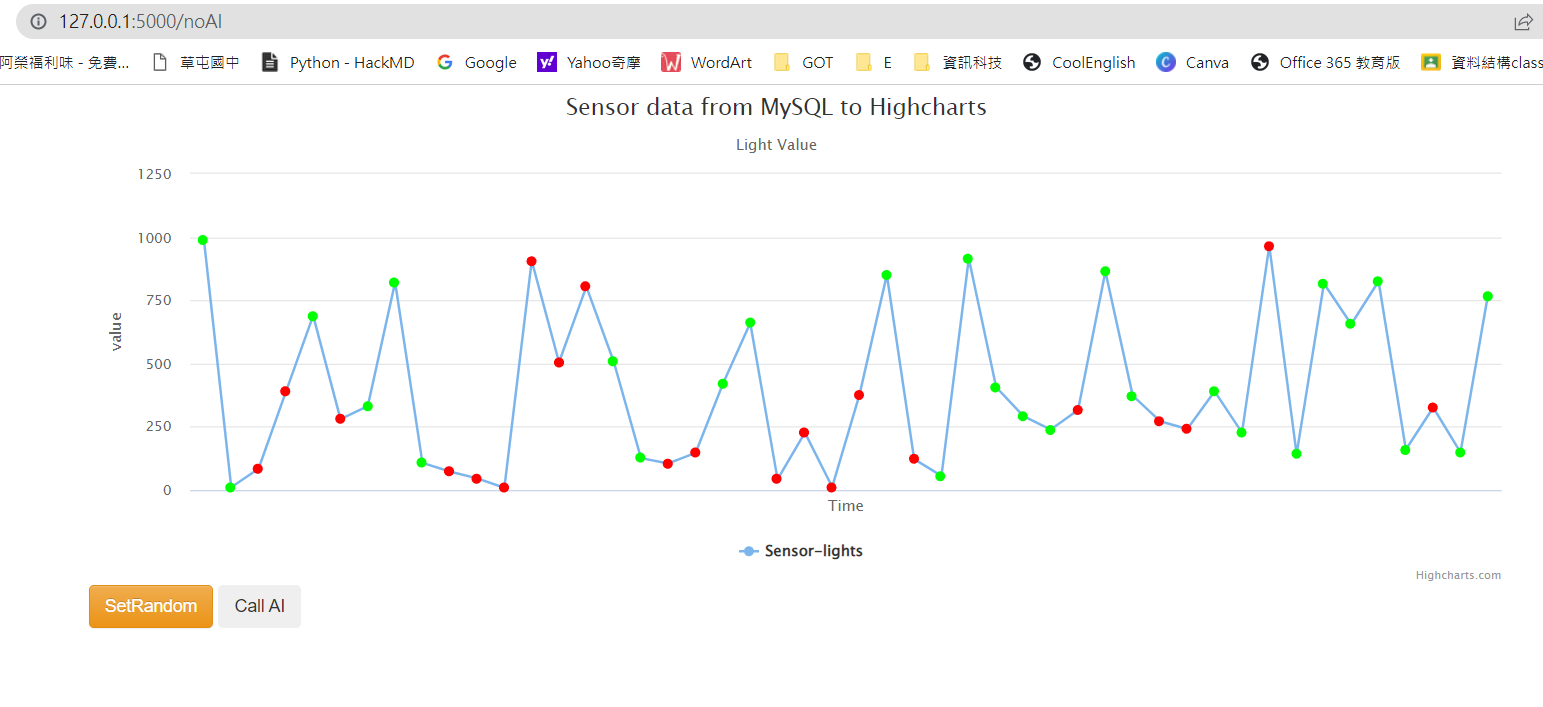 127.0.0.1:5000/noAI
阿榮福利味 - 免費... 草屯國中 Python - HackMD Google Yahoo奇摩 WordArt GOT E 資訊科技 CoolEnglish Canva Office 365 教育版 資料結構class
Sensor data from MySQL to Highcharts
Light Value
1250
1000
750
500
250
0
value
Time
Sensor-lights
Highcharts.com
SetRandom Call AI